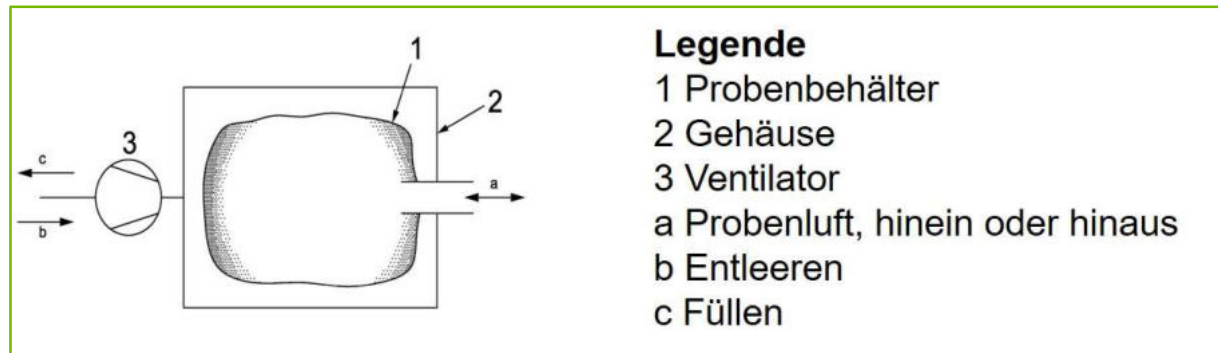 1
2
3
c
b
a
Legende
1 Probenbehälter
2 Gehäuse
3 Ventilator
a Probenluft, hinein oder hinaus
b Entleeren
c Füllen